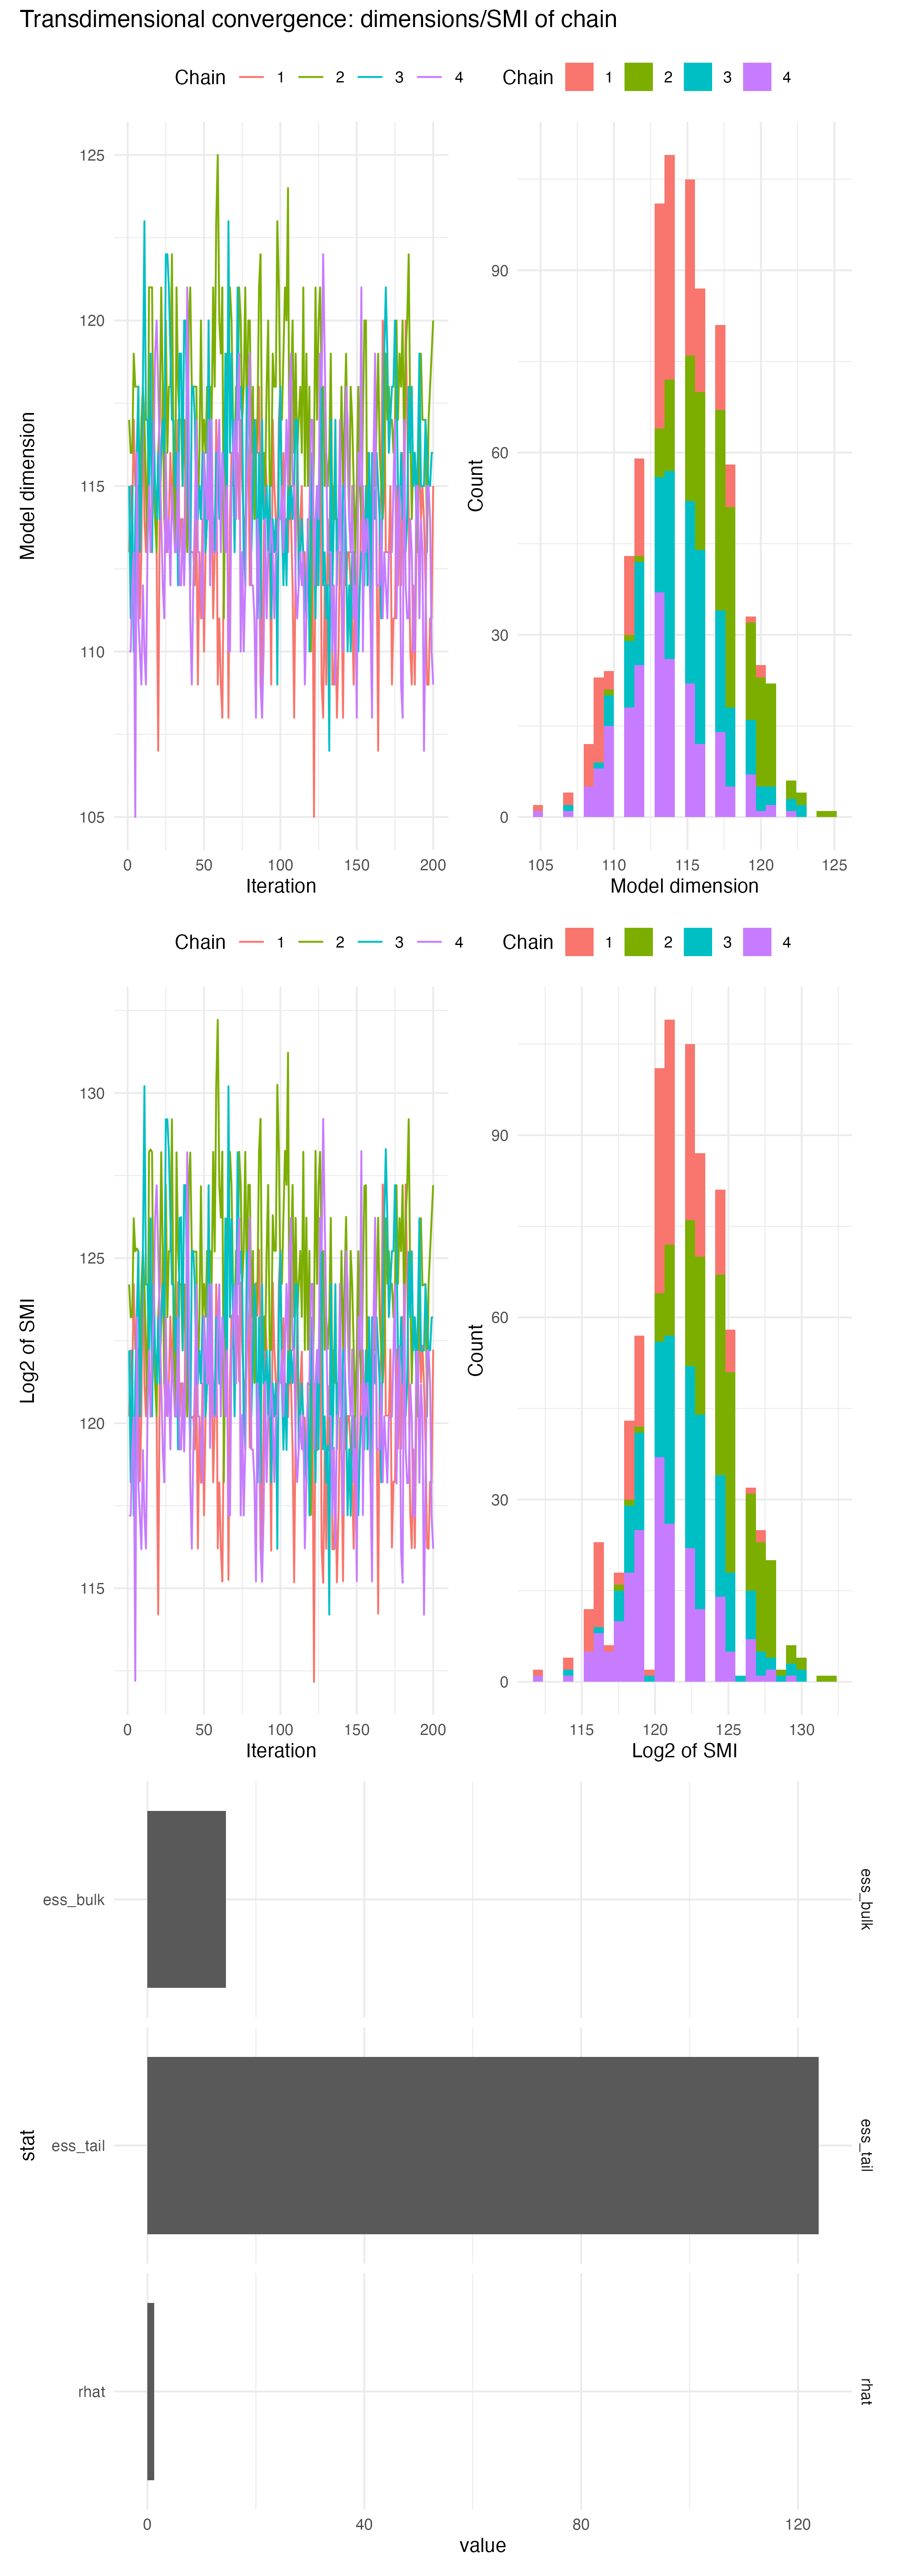 Transdimensional convergence: dimensions/SMI of chain
Chain 1 2 3 4
Chain 1 2 3 4
125
120
115
110
105
Model dimension
0 50 100 150 200
Iteration
90
60
30
0
Count
105 110 115 120 125
Model dimension
Chain 1 2 3 4
Chain 1 2 3 4
130
125
120
115
Log2 of SMI
0 50 100 150 200
Iteration
90
60
30
0
Count
115 120 125 130
Log2 of SMI
stat
ess_bulk
ess_bulk
ess_tail
ess_tail
rhat
rhat
0 40 80 120
value